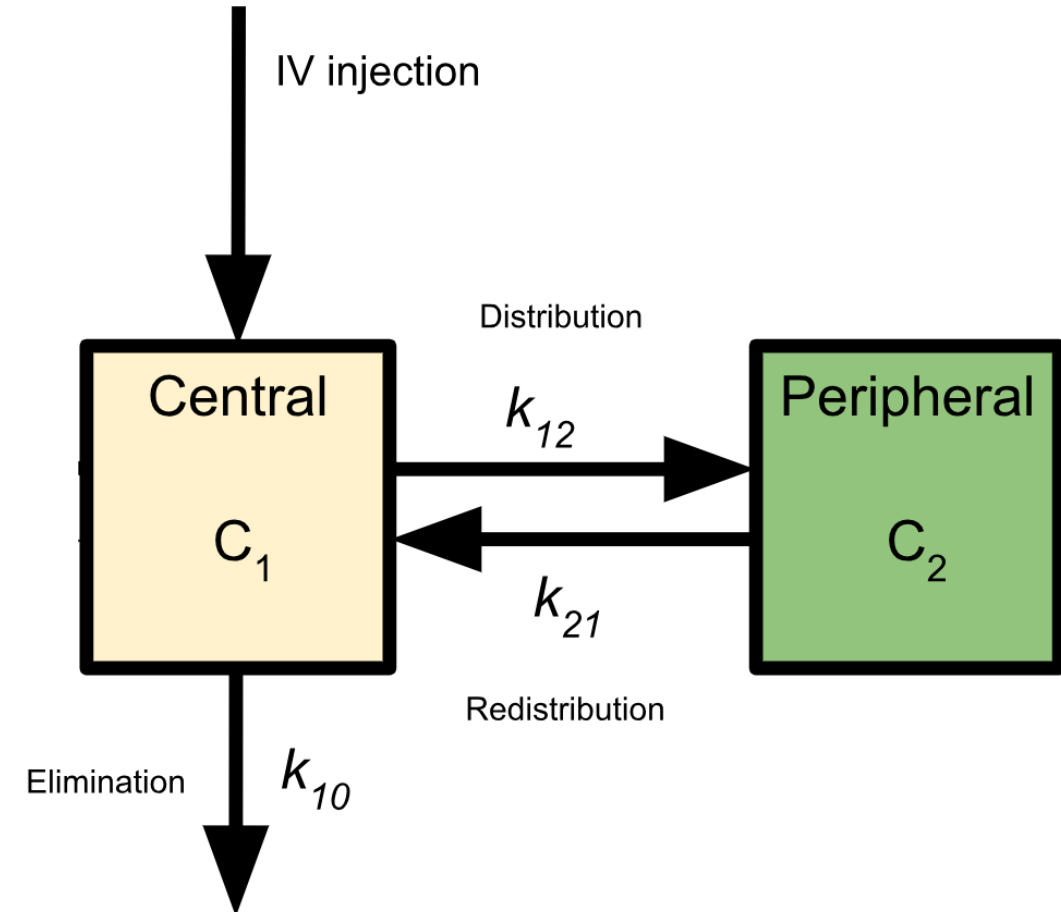 IV injection
Distribution
Central
Peripheral
k12
C1
C2
k21
Redistribution
Elimination
k10